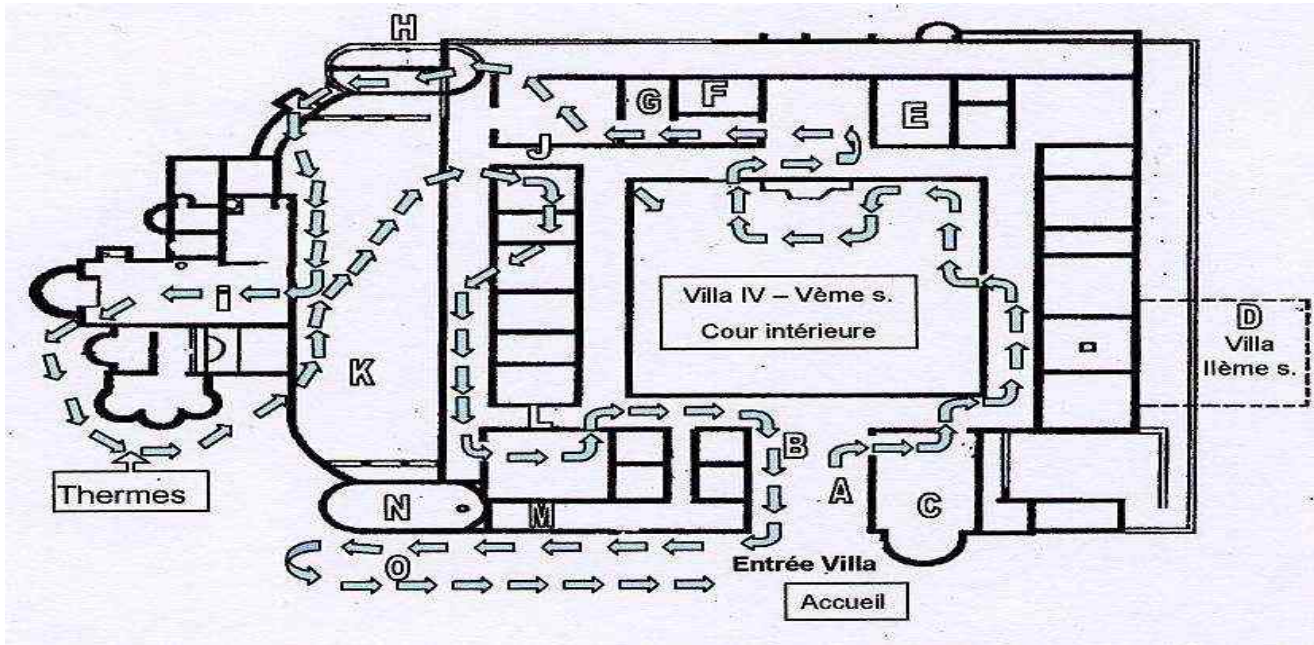 H
G
F
E
J
Villa IV – Vème s.
Cour intérieure
D
Villa
IIème s.
I
K
L
B
A
Thermes
N
M
C
O
Entrée Villa
Accueil